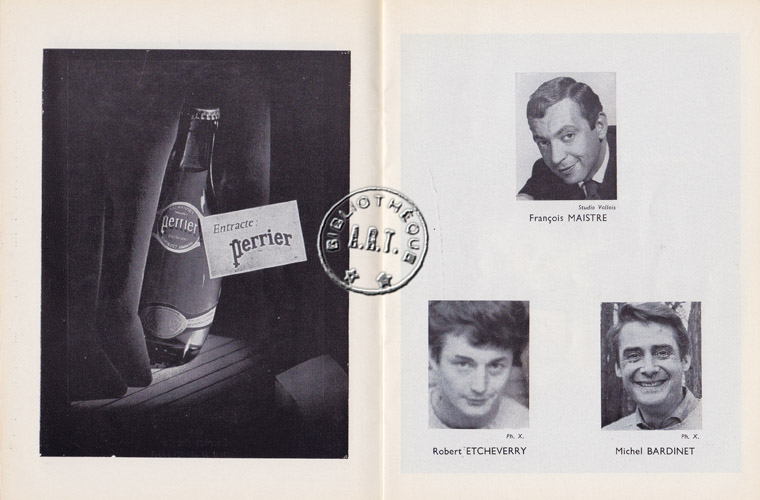 Perrier
Entracte :
Perrier
BIBLIOTHÈQUE
A.R.T.
Studio Vallois
François MAISTRE
Ph. X.
Robert ETCHEVERRY
Ph. X.
Michel BARDINET